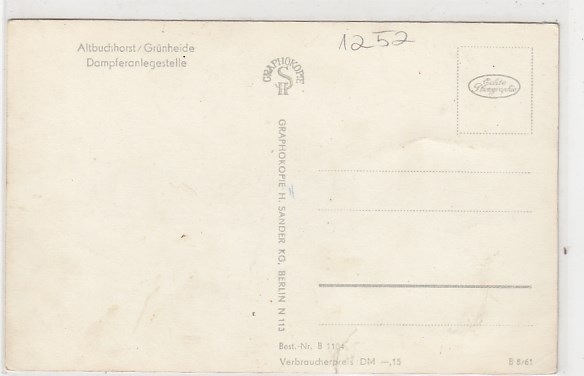 Altbuchhorst/Grünheide
Dampferanlegestelle
1252
GRAPHOKOPIE
SH
Echte
Photographie
GRAPHOKOPIE H. SANDER KG, BERLIN N 113
Best.-Nr. B 1104
Verbraucherpreis DM —,15
B 8/61